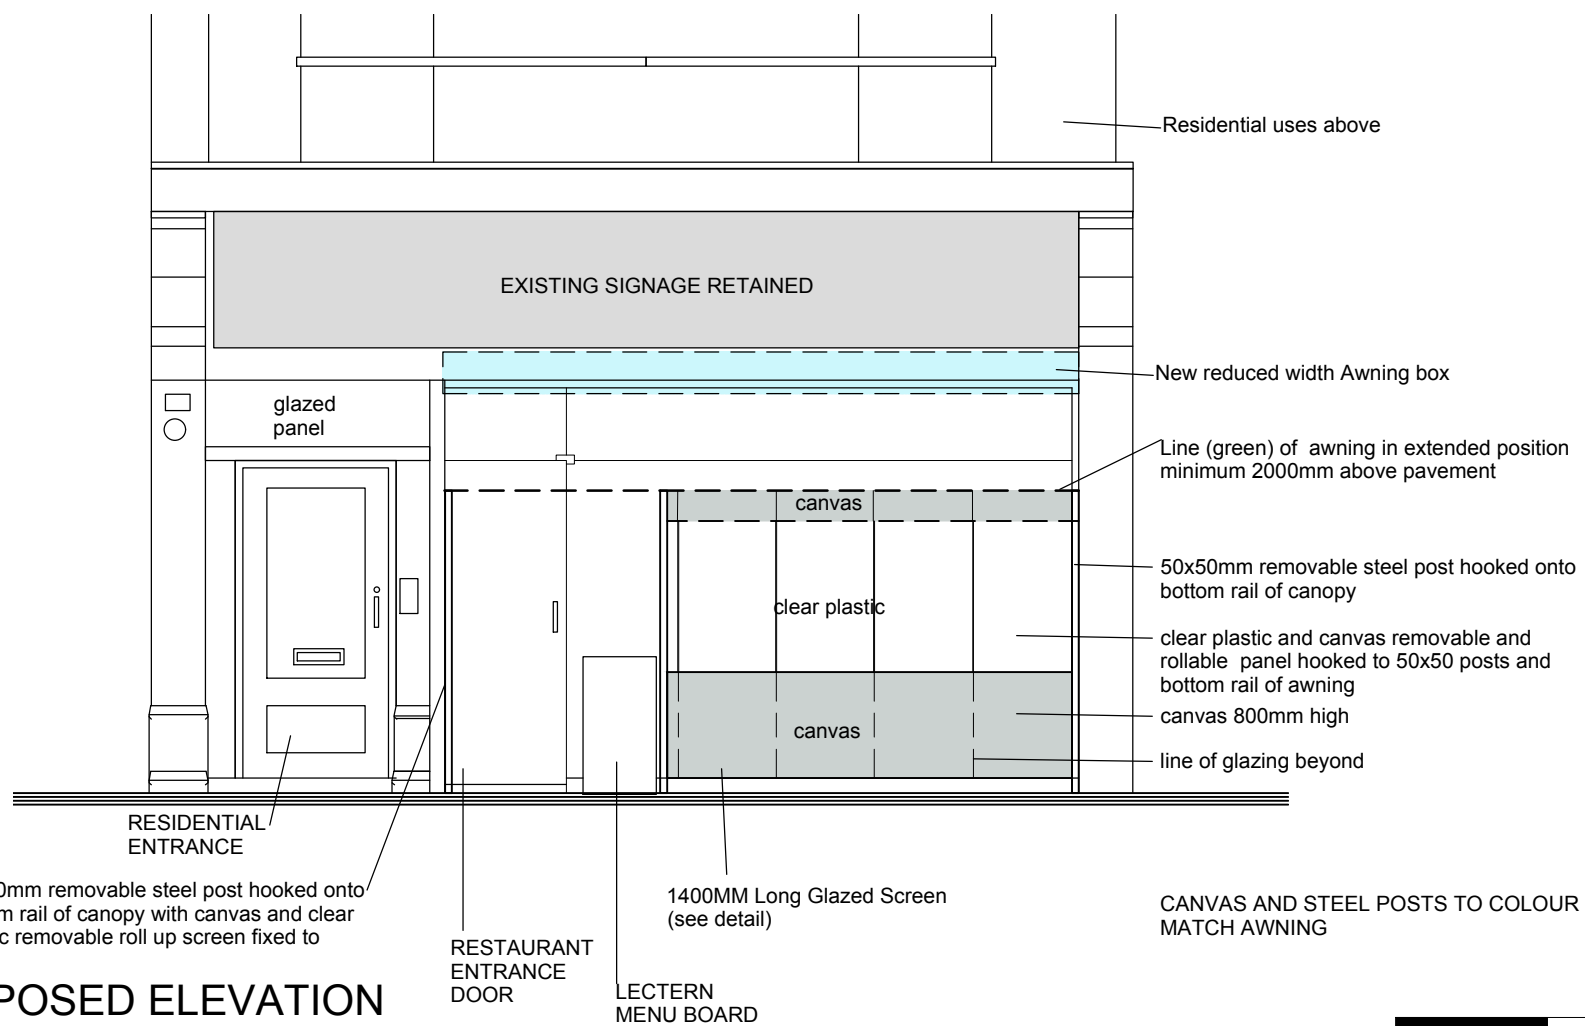 Residential uses above
EXISTING SIGNAGE RETAINED
New reduced width Awning box
glazed
panel
Line (green) of awning in extended position
minimum 2000mm above pavement
canvas
50x50mm removable steel post hooked onto
bottom rail of canopy
clear plastic
clear plastic and canvas removable and
rollable panel hooked to 50x50 posts and
bottom rail of awning
canvas 800mm high
canvas
line of glazing beyond
RESIDENTIAL
ENTRANCE
0mm removable steel post hooked onto
m rail of canopy with canvas and clear
c removable roll up screen fixed to
1400MM Long Glazed Screen
(see detail)
CANVAS AND STEEL POSTS TO COLOUR
MATCH AWNING
RESTAURANT
ENTRANCE
DOOR
LECTERN
MENU BOARD
POSED ELEVATION